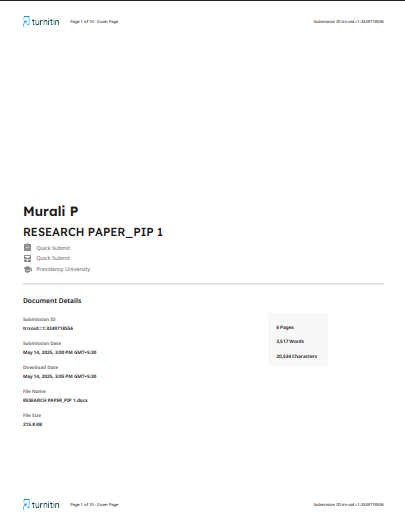 turnitin Page 1 of 10 - Cover Page Submission ID trn:oid:::1:3249718556
Murali P
RESEARCH PAPER_PIP 1
Quick Submit
Quick Submit
Presidency University
Document Details
Submission ID
trn:oid:::1:3249718556
6 Pages
Submission Date
May 14, 2025, 3:00 PM GMT+5:30
3,517 Words
Download Date
20,534 Characters
May 14, 2025, 3:05 PM GMT+5:30
File Name
RESEARCH PAPER_PIP 1.docx
File Size
215.8 KB
turnitin Page 1 of 10 - Cover Page Submission ID trn:oid:::1:3249718556